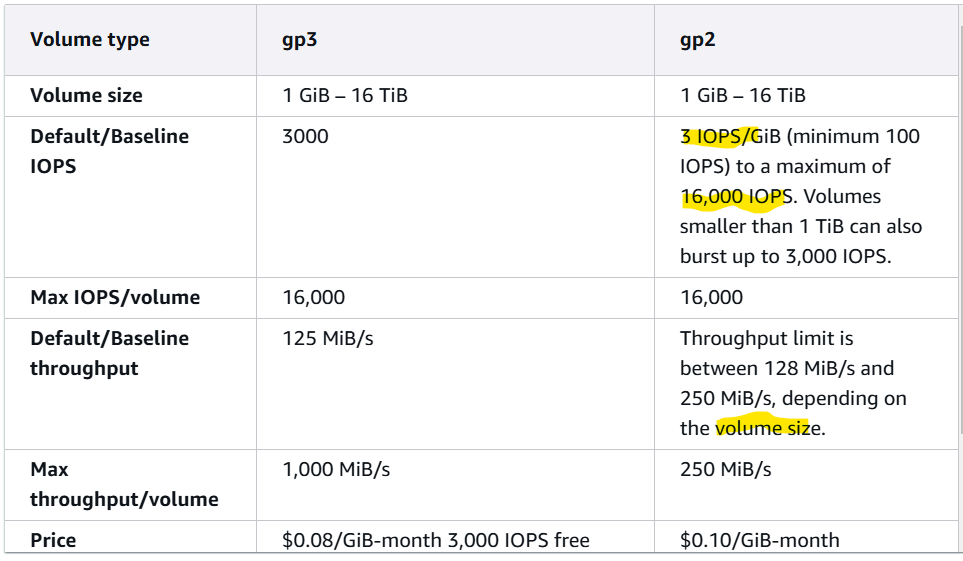 Volume type gp3 gp2
Volume size 1 GiB – 16 TiB 1 GiB – 16 TiB
Default/Baseline 3000 3 IOPS/GiB (minimum 100
IOPS IOPS) to a maximum of
16,000 IOPS. Volumes
smaller than 1 TiB can also
burst up to 3,000 IOPS.
Max IOPS/volume 16,000 16,000
Default/Baseline 125 MiB/s Throughput limit is
throughput between 128 MiB/s and
250 MiB/s, depending on
the volume size.
Max 1,000 MiB/s 250 MiB/s
throughput/volume
Price $0.08/GiB-month 3,000 IOPS free $0.10/GiB-month